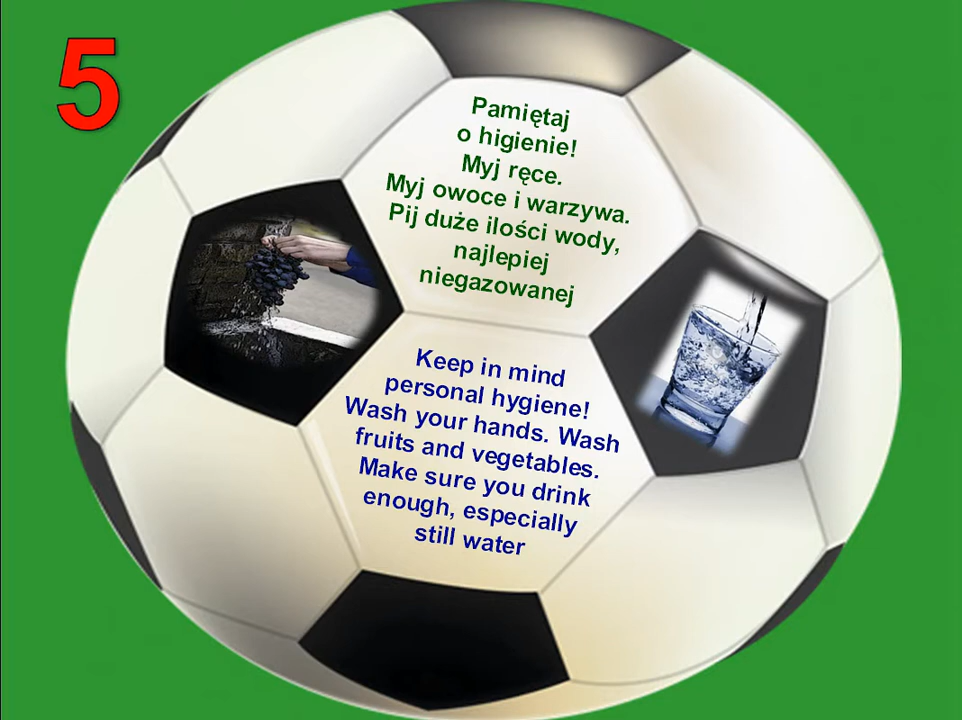 5
Pamiętaj
o higienie!
Myj ręce.
Myj owoce i warzywa.
Pij duże ilości wody,
najlepiej
niegazowanej
Keep in mind
personal hygiene!
Wash your hands. Wash
fruits and vegetables.
Make sure you drink
enough, especially
still water